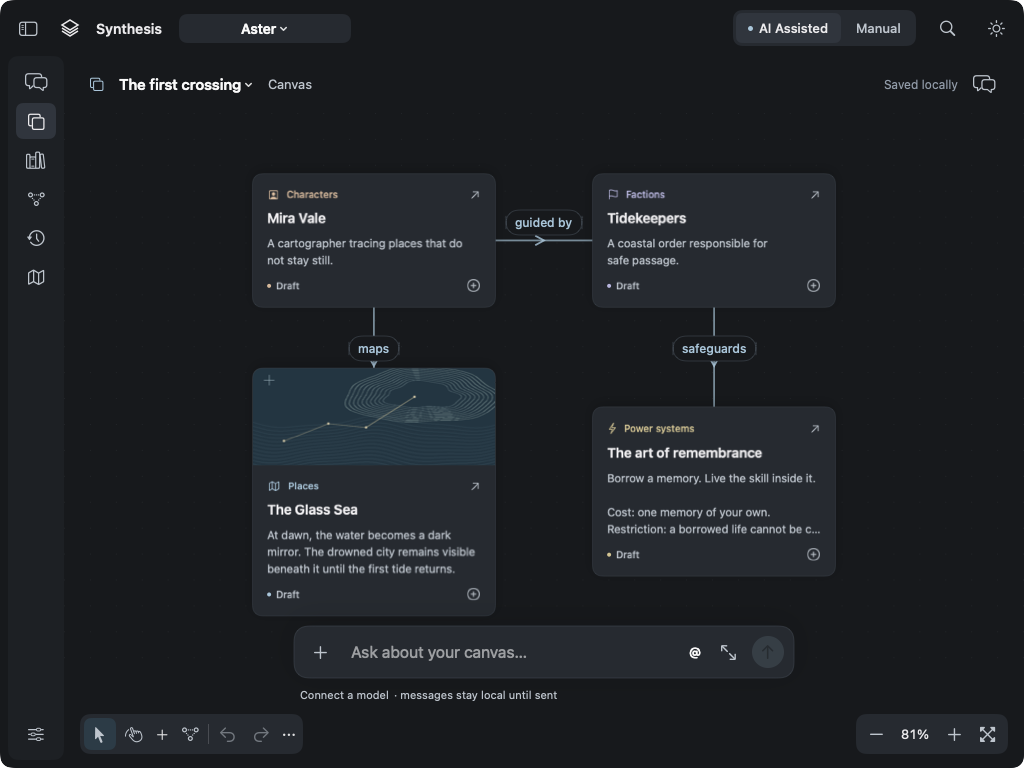 Synthesis
Aster
AI Assisted
Manual
The first crossing
Canvas
Saved locally
Characters
Mira Vale
A cartographer tracing places that do
not stay still.
Draft
guided by
Factions
Tidekeepers
A coastal order responsible for
safe passage.
Draft
maps
safeguards
Places
The Glass Sea
At dawn, the water becomes a dark
mirror. The drowned city remains visible
beneath it until the first tide returns.
Draft
Power systems
The art of remembrance
Borrow a memory. Live the skill inside it.
Cost: one memory of your own.
Restriction: a borrowed life cannot be c...
Draft
Ask about your canvas...
@
Connect a model · messages stay local until sent
81%